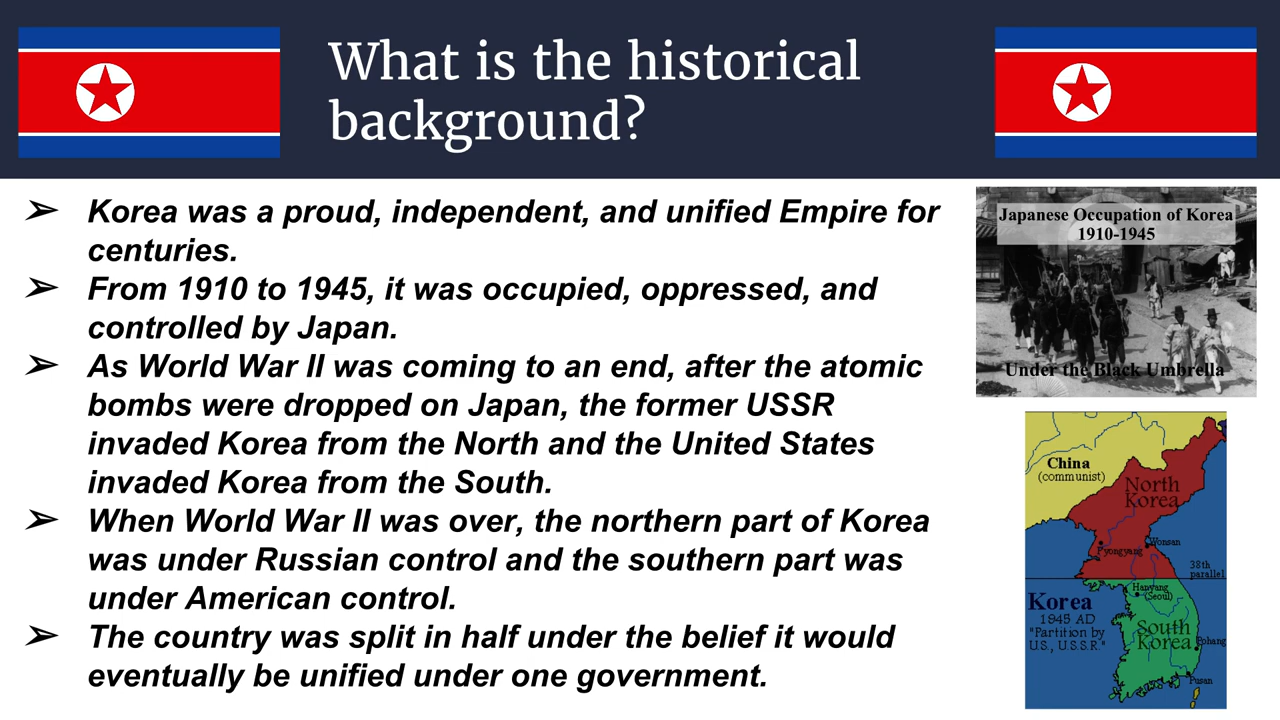 What is the historical
background?
➢ Korea was a proud, independent, and unified Empire for
centuries.
➢ From 1910 to 1945, it was occupied, oppressed, and
controlled by Japan.
➢ As World War II was coming to an end, after the atomic
bombs were dropped on Japan, the former USSR
invaded Korea from the North and the United States
invaded Korea from the South.
➢ When World War II was over, the northern part of Korea
was under Russian control and the southern part was
under American control.
➢ The country was split in half under the belief it would
eventually be unified under one government.
Japanese Occupation of Korea
1910-1945
Under the Black Umbrella
China
(communist)
North
Korea
Pyongyang
Wonsan
38th
parallel
Hanyang
(Seoul)
Korea
1945 AD
"Partition by
U.S., U.S.S.R."
South
Korea
Pohang
Pusan